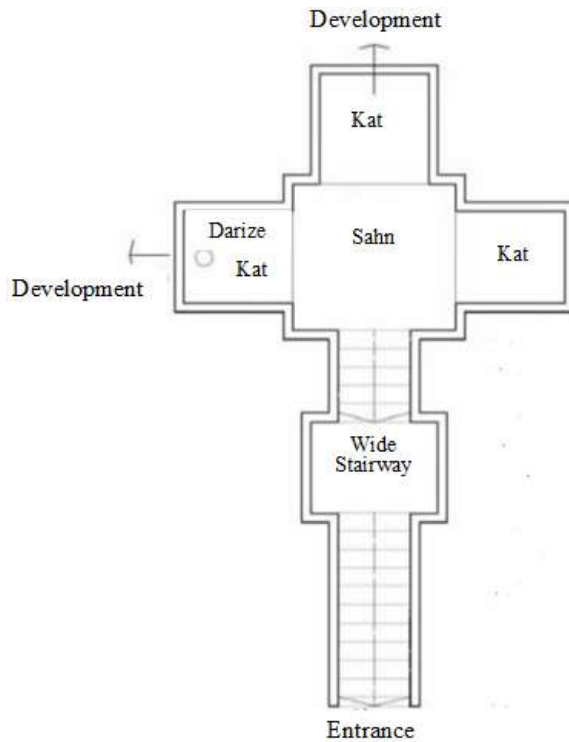 Development
Kat
Darize
Kat
Sahn
Kat
Development
Wide
Stairway
Entrance